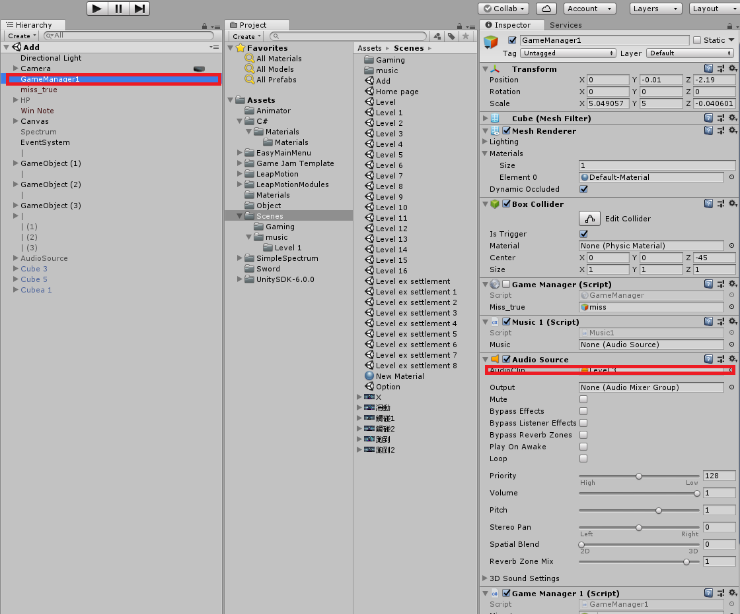 Collab
Account
Layers
Layout
Hierarchy
Create
All
Add
Directional Light
Camera
GameManager1
miss_true
HP
Win Note
Canvas
Spectrum
EventSystem
GameObject (1)
|
GameObject (2)
|
GameObject (3)
|
| (1)
| (2)
| (3)
AudioSource
Cube 3
Cube 5
Cubea 1
Project
Create
Favorites
All Materials
All Models
All Prefabs
Assets
Animator
C#
Materials
Materials
EasyMainMenu
Game Jam Template
LeapMotion
LeapMotionModules
Materials
Object
Scenes
Gaming
music
Level 1
SimpleSpectrum
Sword
UnitySDK-6.0.0
Assets ▸ Scenes ▸
Gaming
music
Add
Home page
Level
Level 1
Level 2
Level 3
Level 4
Level 5
Level 6
Level 7
Level 8
Level 9
Level 10
Level 11
Level 12
Level 13
Level 14
Level 15
Level 16
Level ex settlement
Level ex settlement 1
Level ex settlement 2
Level ex settlement 3
Level ex settlement 4
Level ex settlement 5
Level ex settlement 6
Level ex settlement 7
Level ex settlement 8
New Material
Option
X
Inspector
Services
GameManager1
Static
Tag Untagged Layer Default
Transform
Position X 0 Y -0.01 Z -2.19
Rotation X 0 Y 0 Z 0
Scale X 5.049057 Y 5 Z -0.040601
Cube (Mesh Filter)
Mesh Renderer
Lighting
Materials
Size 1
Element 0 Default-Material
Dynamic Occluded
Box Collider
Edit Collider
Is Trigger
Material None (Physic Material)
Center X 0 Y 0 Z -45
Size X 1 Y 1 Z 1
Game Manager (Script)
Script GameManager
Miss_true miss
Music 1 (Script)
Script Music1
Music None (Audio Source)
Audio Source
AudioClip
Output None (Audio Mixer Group)
Mute
Bypass Effects
Bypass Listener Effects
Bypass Reverb Zones
Play On Awake
Loop
Priority 128
High Low
Volume 1
Pitch 1
Stereo Pan 0
Left Right
Spatial Blend 0
2D 3D
Reverb Zone Mix 1
3D Sound Settings
Game Manager 1 (Script)
Script GameManager1